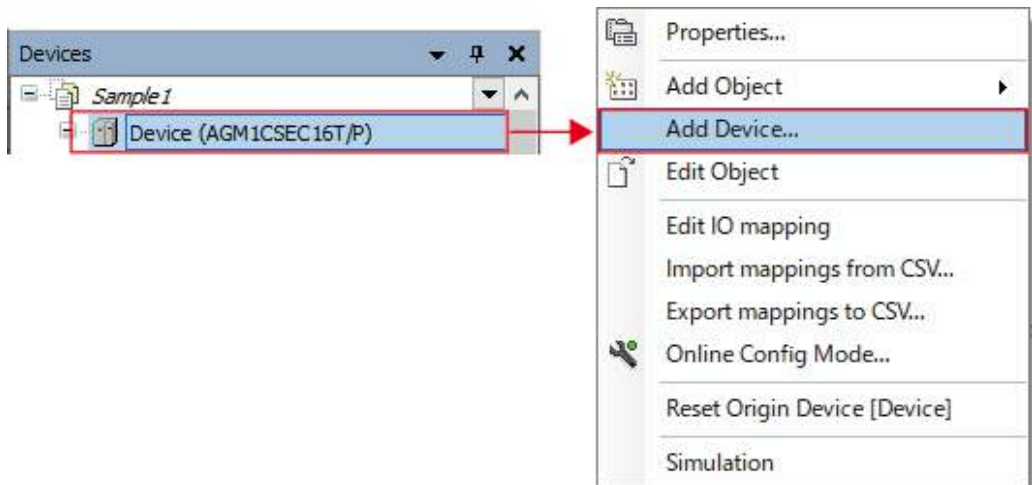 Devices
Sample1
Device (AGM1CSEC16T/P)
Properties...
Add Object
Add Device...
Edit Object
Edit IO mapping
Import mappings from CSV...
Export mappings to CSV...
Online Config Mode...
Reset Origin Device [Device]
Simulation